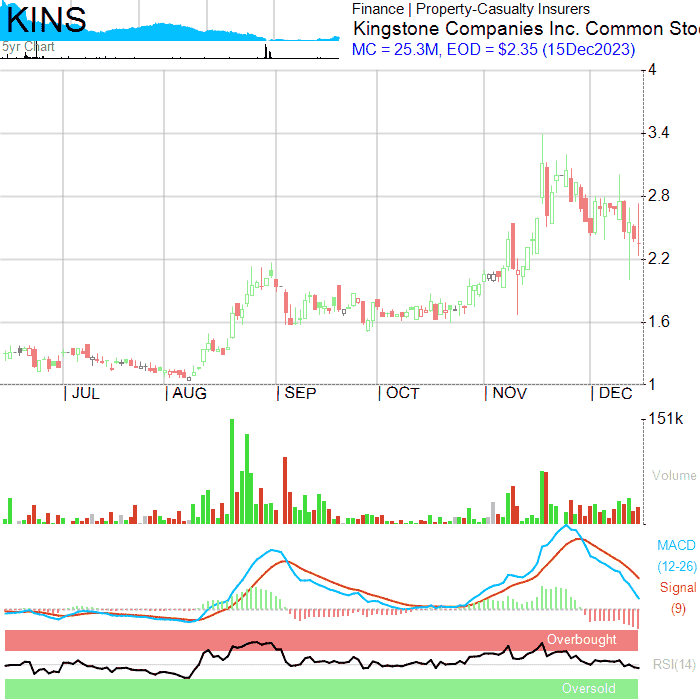 KINS
5yr Chart
Finance | Property-Casualty Insurers
Kingstone Companies Inc. Common Sto
MC = 25.3M, EOD = $2.35 (15Dec2023)
4
3.4
2.8
2.2
1.6
1
JUL AUG SEP OCT NOV DEC
151k
Volume
MACD
(12-26)
Signal
(9)
Overbought
RSI(14)
Oversold